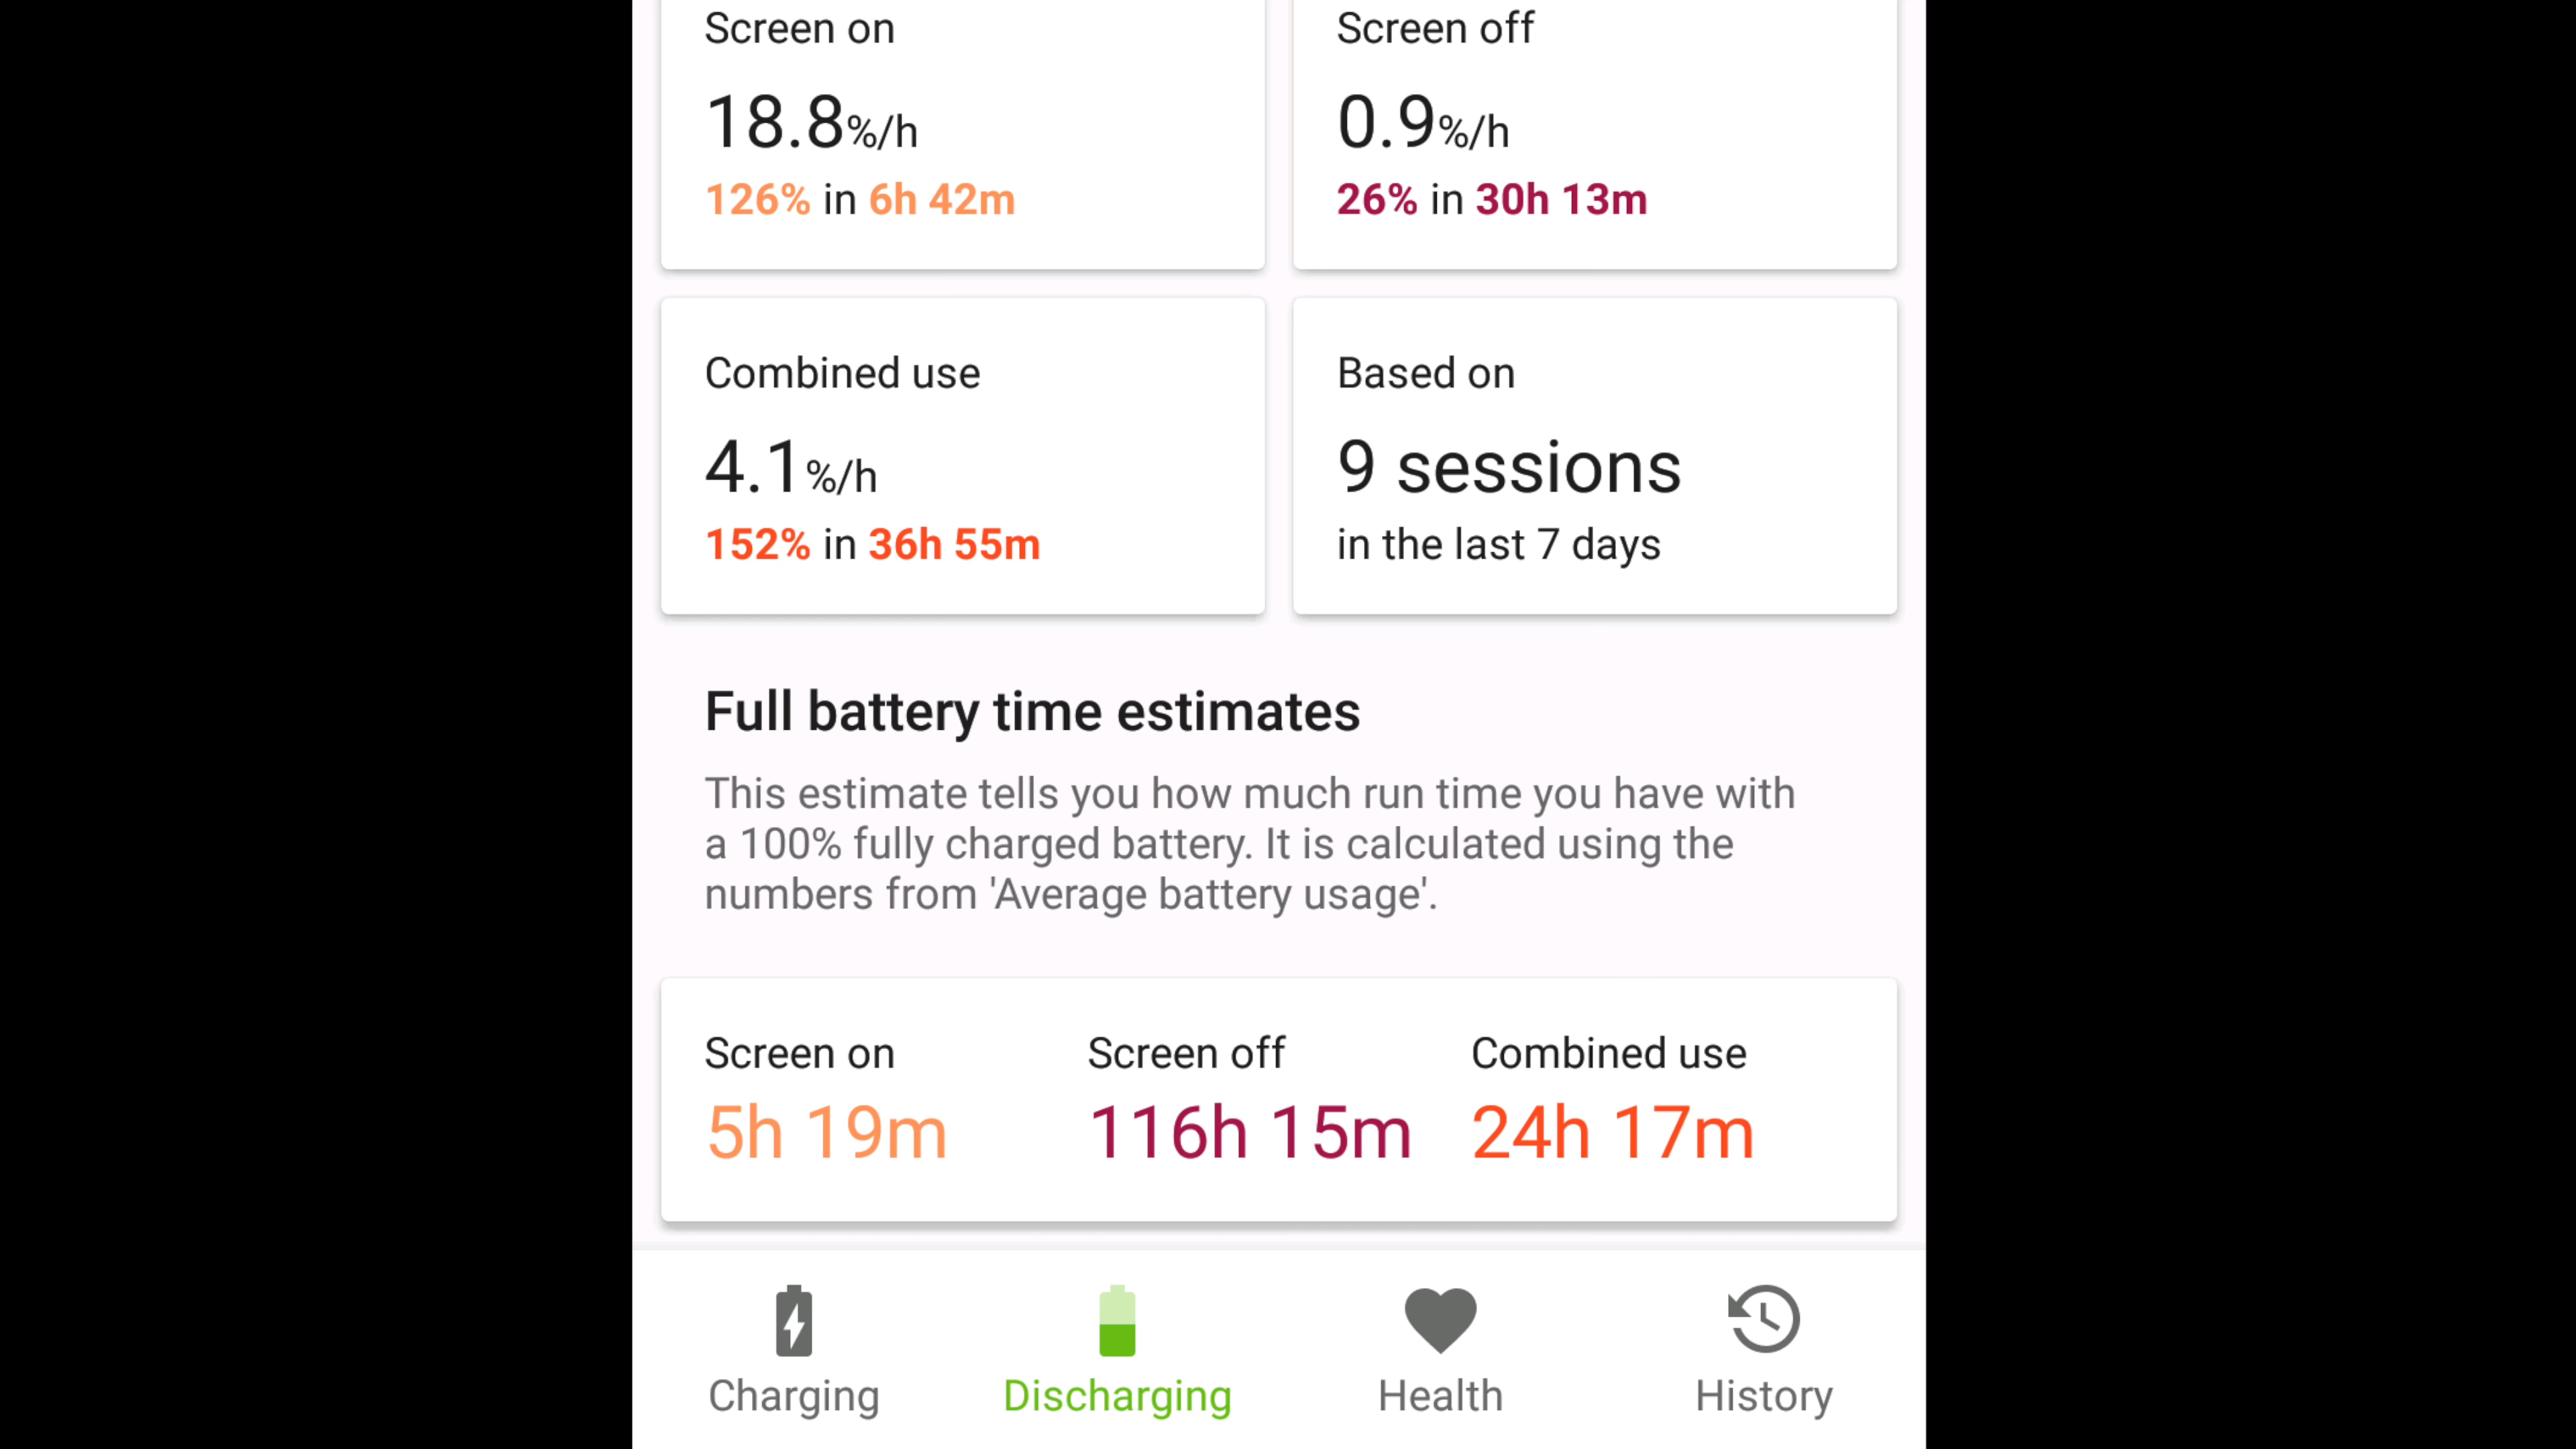 Screen on
Screen off
18.8%/h
0.9%/h
126% in 6h 42m
26% in 30h 13m
Combined use
Based on
4.1%/h
9 sessions
152% in 36h 55m
in the last 7 days
Full battery time estimates
This estimate tells you how much run time you have with
a 100% fully charged battery. It is calculated using the
numbers from 'Average battery usage'.
Screen on
Screen off
Combined use
5h 19m
116h 15m
24h 17m
Charging
Discharging
Health
History